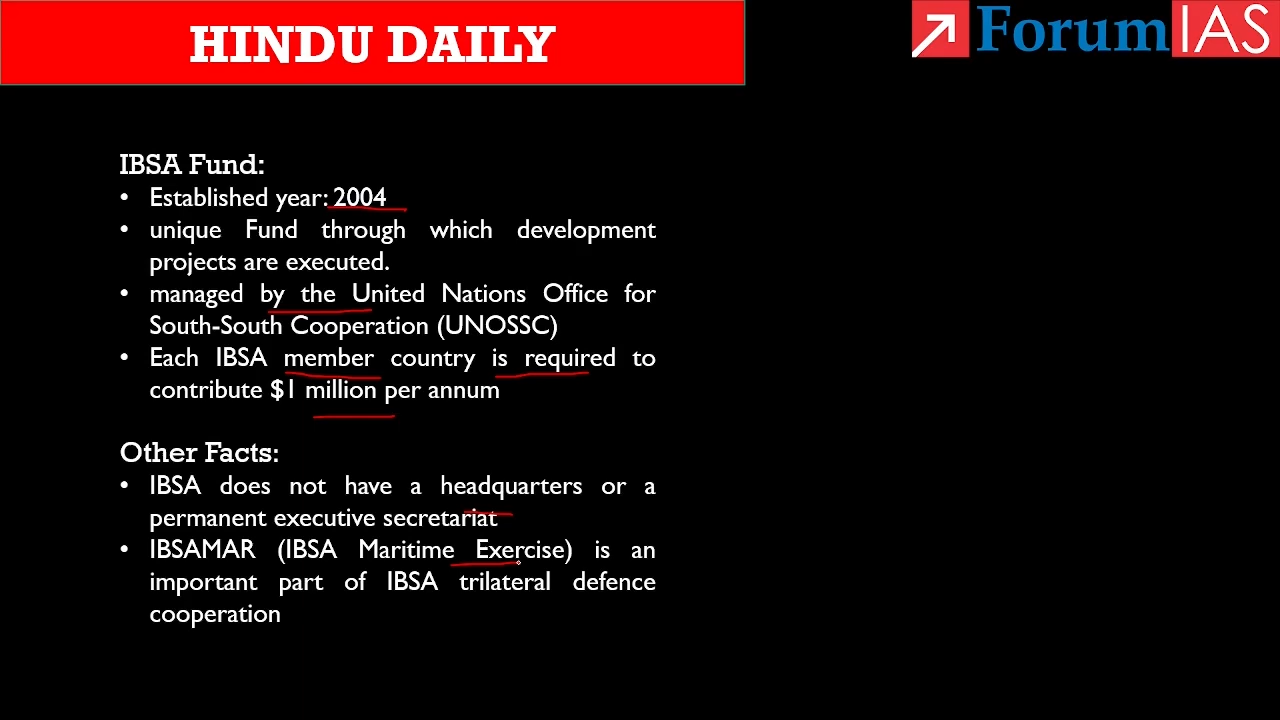 HINDU DAILY
ForumIAS
IBSA Fund:
• Established year: 2004
• unique Fund through which development
projects are executed.
• managed by the United Nations Office for
South-South Cooperation (UNOSSC)
• Each IBSA member country is required to
contribute $1 million per annum
Other Facts:
• IBSA does not have a headquarters or a
permanent executive secretariat
• IBSAMAR (IBSA Maritime Exercise) is an
important part of IBSA trilateral defence
cooperation